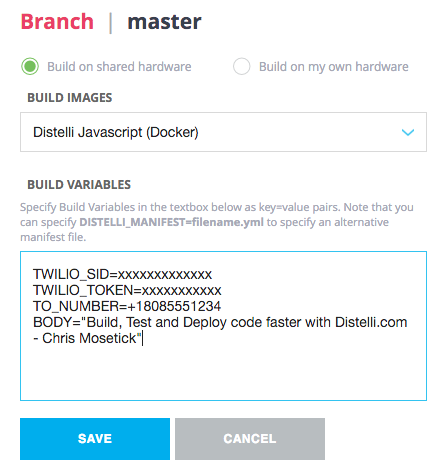 Branch | master
Build on shared hardware Build on my own hardware
BUILD IMAGES
Distelli Javascript (Docker)
BUILD VARIABLES
Specify Build Variables in the textbox below as key=value pairs. Note that you
can specify DISTELLI_MANIFEST=filename.yml to specify an alternative
manifest file.
TWILIO_SID=xxxxxxxxxxxxx
TWILIO_TOKEN=xxxxxxxxxxx
TO_NUMBER=+18085551234
BODY="Build, Test and Deploy code faster with Distelli.com
- Chris Mosetick"
SAVE CANCEL